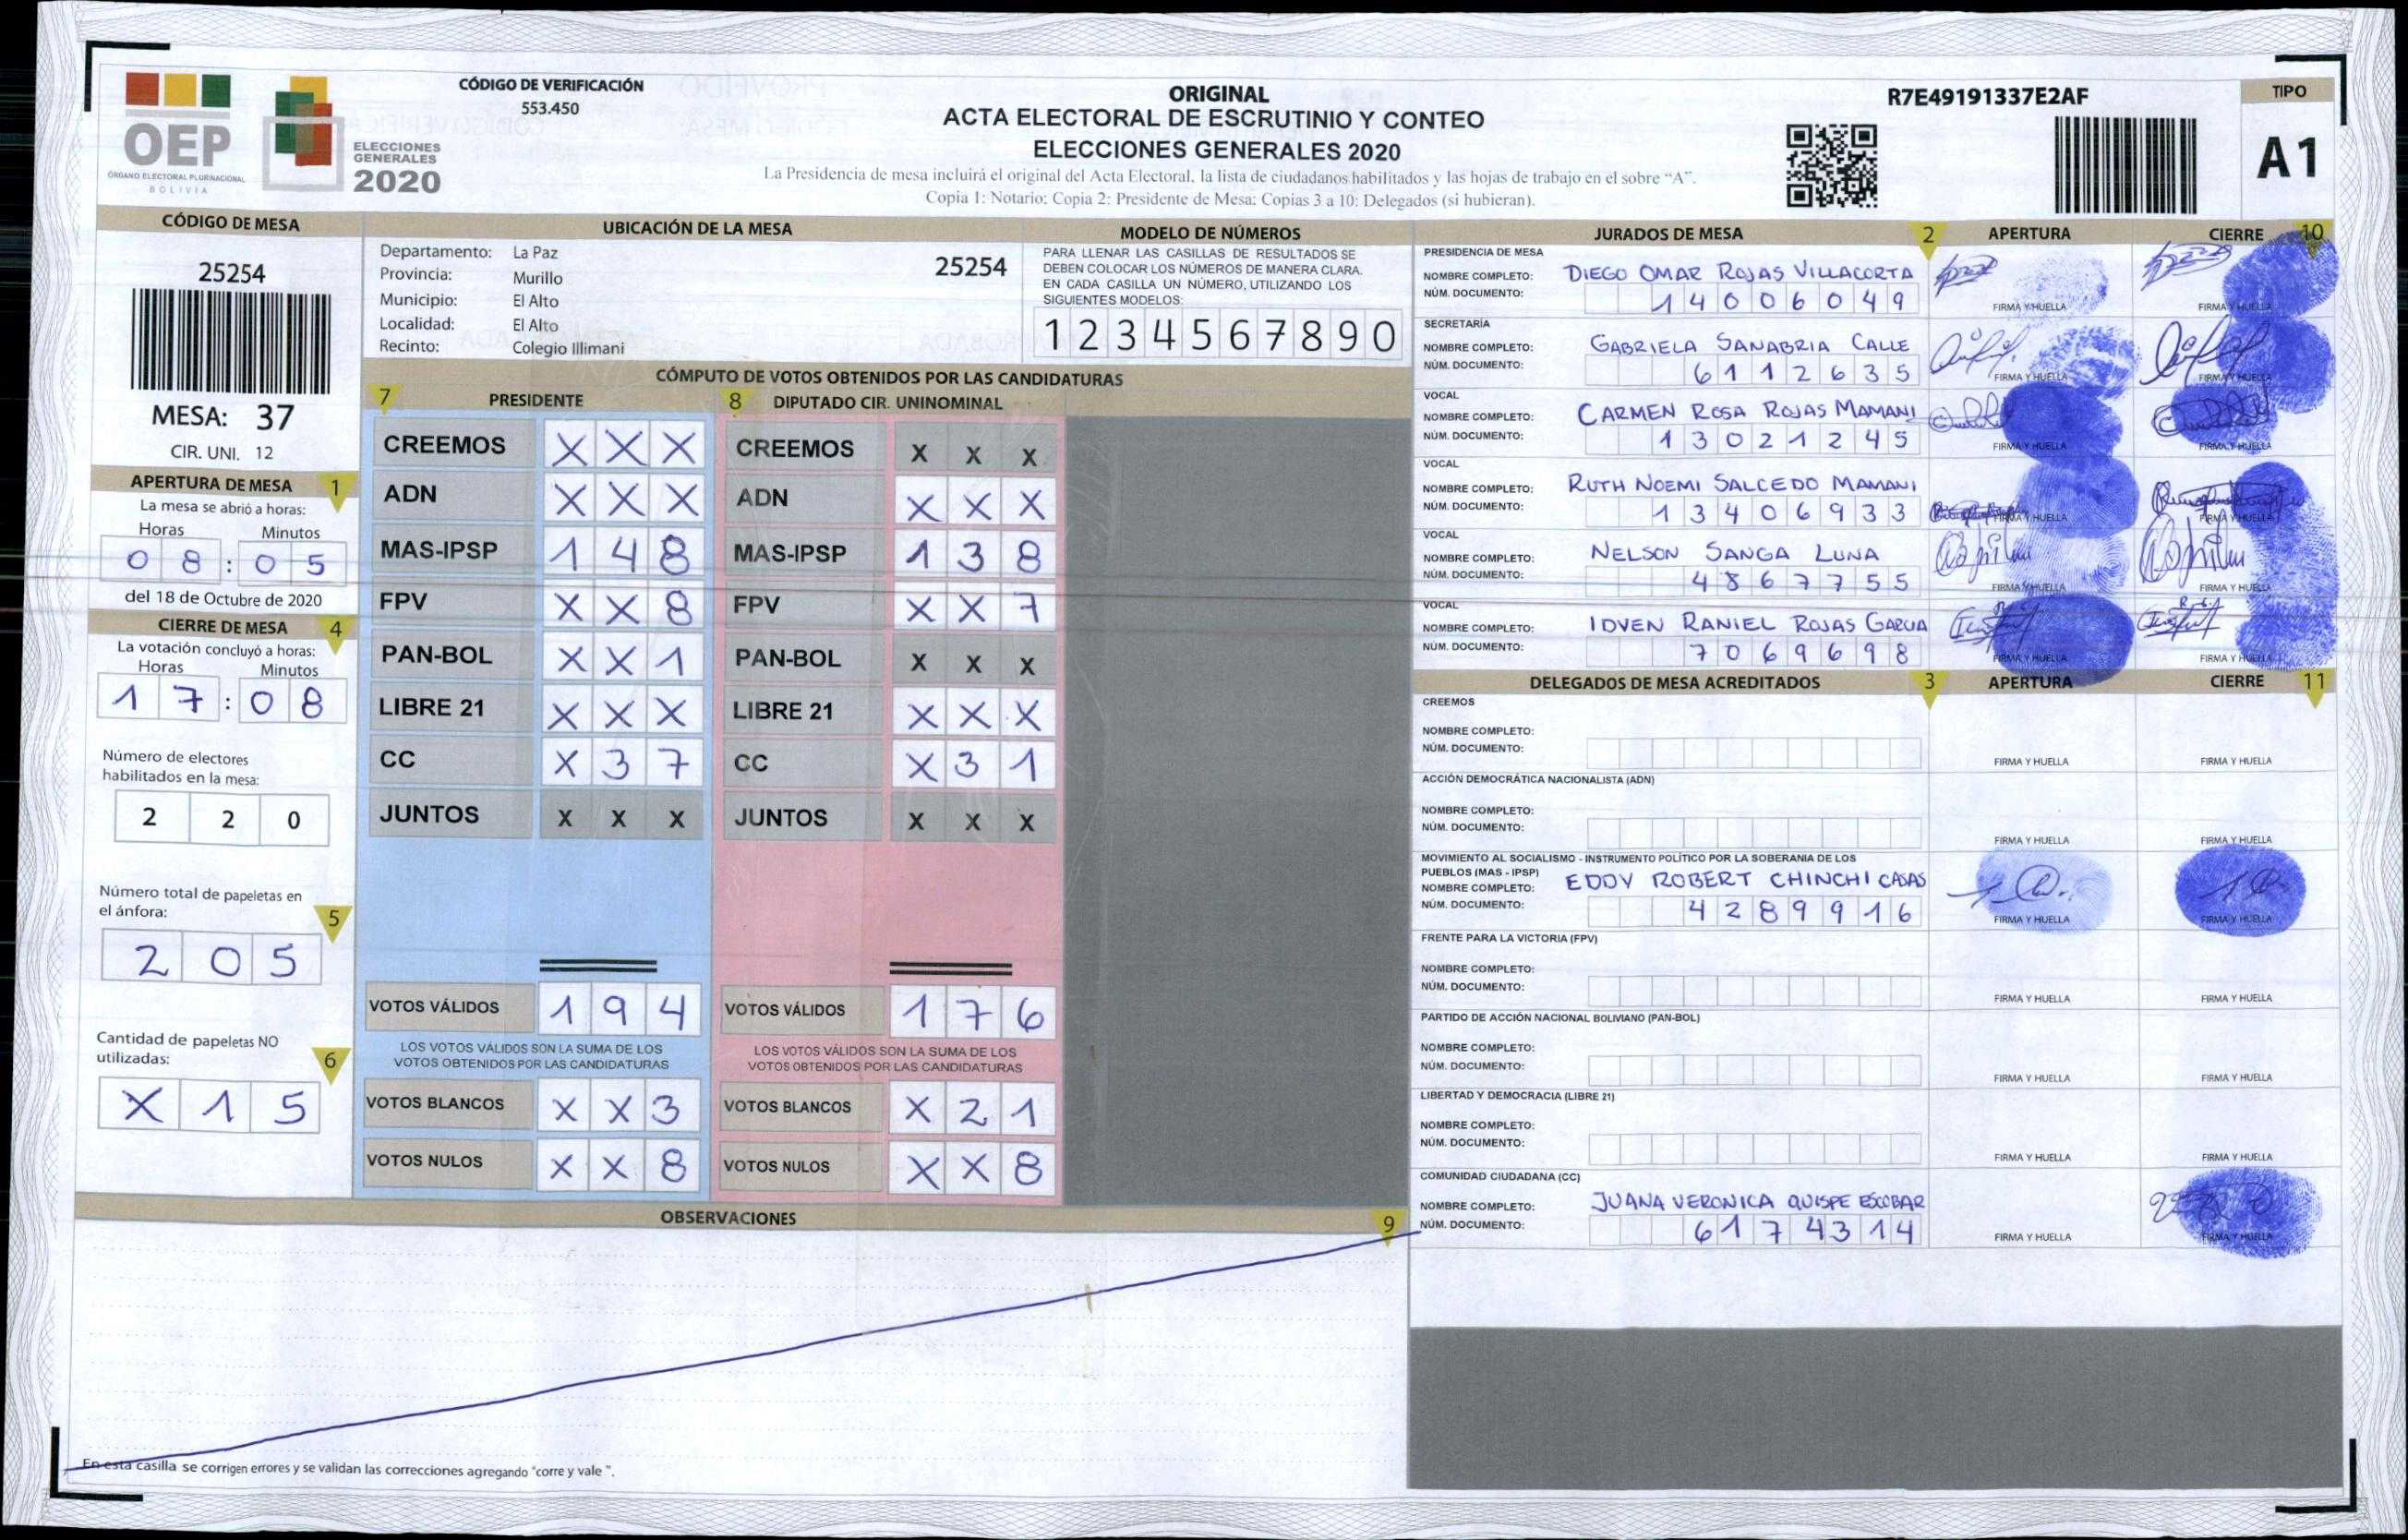 CÓDIGO DE VERIFICACIÓN
553.450
OEP
ÓRGANO ELECTORAL PLURINACIONAL
BOLIVIA
ELECCIONES
GENERALES
2020
ORIGINAL
ACTA ELECTORAL DE ESCRUTINIO Y CONTEO
ELECCIONES GENERALES 2020
La Presidencia de mesa incluirá el original del Acta Electoral, la lista de ciudadanos habilitados y las hojas de trabajo en el sobre "A".
Copia 1: Notario; Copia 2: Presidente de Mesa; Copias 3 a 10: Delegados (si hubieran).
R7E49191337E2AF
TIPO
A1
CÓDIGO DE MESA
25254
MESA: 37
CIR. UNI. 12
APERTURA DE MESA 1
La mesa se abrió a horas:
Horas Minutos
0 8 : 0 5
del 18 de Octubre de 2020
CIERRE DE MESA 4
La votación concluyó a horas:
Horas Minutos
1 7 : 0 8
Número de electores
habilitados en la mesa:
2 2 0
Número total de papeletas en
el ánfora: 5
2 0 5
Cantidad de papeletas NO
utilizadas: 6
X 1 5
UBICACIÓN DE LA MESA
Departamento: La Paz
Provincia: Murillo
Municipio: El Alto
Localidad: El Alto
Recinto: Colegio Illimani
25254
MODELO DE NÚMEROS
PARA LLENAR LAS CASILLAS DE RESULTADOS SE
DEBEN COLOCAR LOS NÚMEROS DE MANERA CLARA.
EN CADA CASILLA UN NÚMERO, UTILIZANDO LOS
SIGUIENTES MODELOS:
1 2 3 4 5 6 7 8 9 0
CÓMPUTO DE VOTOS OBTENIDOS POR LAS CANDIDATURAS
7 PRESIDENTE
CREEMOS X X X
ADN X X X
MAS-IPSP 1 4 8
FPV X X 8
PAN-BOL X X 1
LIBRE 21 X X X
CC X 3 7
JUNTOS X X X
VOTOS VÁLIDOS 1 9 4
LOS VOTOS VÁLIDOS SON LA SUMA DE LOS
VOTOS OBTENIDOS POR LAS CANDIDATURAS
VOTOS BLANCOS X X 3
VOTOS NULOS X X 8
8 DIPUTADO CIR. UNINOMINAL
CREEMOS X X X
ADN X X X
MAS-IPSP 1 3 8
FPV X X 7
PAN-BOL X X X
LIBRE 21 X X X
CC X 3 1
JUNTOS X X X
VOTOS VÁLIDOS 1 7 6
LOS VOTOS VÁLIDOS SON LA SUMA DE LOS
VOTOS OBTENIDOS POR LAS CANDIDATURAS
VOTOS BLANCOS X 2 1
VOTOS NULOS X X 8
OBSERVACIONES 9
En esta casilla se corrigen errores y se validan las correcciones agregando "corre y vale ".
JURADOS DE MESA 2 APERTURA CIERRE 10
PRESIDENCIA DE MESA
NOMBRE COMPLETO: DIEGO OMAR ROJAS VILLACORTA
NÚM. DOCUMENTO: 1 4 0 0 6 0 4 9
FIRMA Y HUELLA FIRMA Y HUELLA
SECRETARÍA
NOMBRE COMPLETO: GABRIELA SANABRIA CALLE
NÚM. DOCUMENTO: 6 1 1 2 6 3 5
FIRMA Y HUELLA FIRMA Y HUELLA
VOCAL
NOMBRE COMPLETO: CARMEN ROSA ROJAS MAMANI
NÚM. DOCUMENTO: 1 3 0 2 1 2 4 5
FIRMA Y HUELLA FIRMA Y HUELLA
VOCAL
NOMBRE COMPLETO: RUTH NOEMI SALCEDO MAMANI
NÚM. DOCUMENTO: 1 3 4 0 6 9 3 3
FIRMA Y HUELLA FIRMA Y HUELLA
VOCAL
NOMBRE COMPLETO: NELSON SANGA LUNA
NÚM. DOCUMENTO: 4 8 6 7 7 5 5
FIRMA Y HUELLA FIRMA Y HUELLA
VOCAL
NOMBRE COMPLETO: IDVEN RANIEL ROJAS GARCIA
NÚM. DOCUMENTO: 7 0 6 9 6 9 8
FIRMA Y HUELLA FIRMA Y HUELLA
DELEGADOS DE MESA ACREDITADOS 3 APERTURA CIERRE 11
CREEMOS
NOMBRE COMPLETO:
NÚM. DOCUMENTO:
FIRMA Y HUELLA FIRMA Y HUELLA
ACCIÓN DEMOCRÁTICA NACIONALISTA (ADN)
NOMBRE COMPLETO:
NÚM. DOCUMENTO:
FIRMA Y HUELLA FIRMA Y HUELLA
MOVIMIENTO AL SOCIALISMO - INSTRUMENTO POLÍTICO POR LA SOBERANIA DE LOS
PUEBLOS (MAS - IPSP)
NOMBRE COMPLETO: EDDY ROBERT CHINCHI CASAS
NÚM. DOCUMENTO: 4 2 8 9 9 1 6
FIRMA Y HUELLA FIRMA Y HUELLA
FRENTE PARA LA VICTORIA (FPV)
NOMBRE COMPLETO:
NÚM. DOCUMENTO:
FIRMA Y HUELLA FIRMA Y HUELLA
PARTIDO DE ACCIÓN NACIONAL BOLIVIANO (PAN-BOL)
NOMBRE COMPLETO:
NÚM. DOCUMENTO:
FIRMA Y HUELLA FIRMA Y HUELLA
LIBERTAD Y DEMOCRACIA (LIBRE 21)
NOMBRE COMPLETO:
NÚM. DOCUMENTO:
FIRMA Y HUELLA FIRMA Y HUELLA
COMUNIDAD CIUDADANA (CC)
NOMBRE COMPLETO: JUANA VERONICA QUISPE ESCOBAR
NÚM. DOCUMENTO: 6 1 7 4 3 1 4
FIRMA Y HUELLA FIRMA Y HUELLA